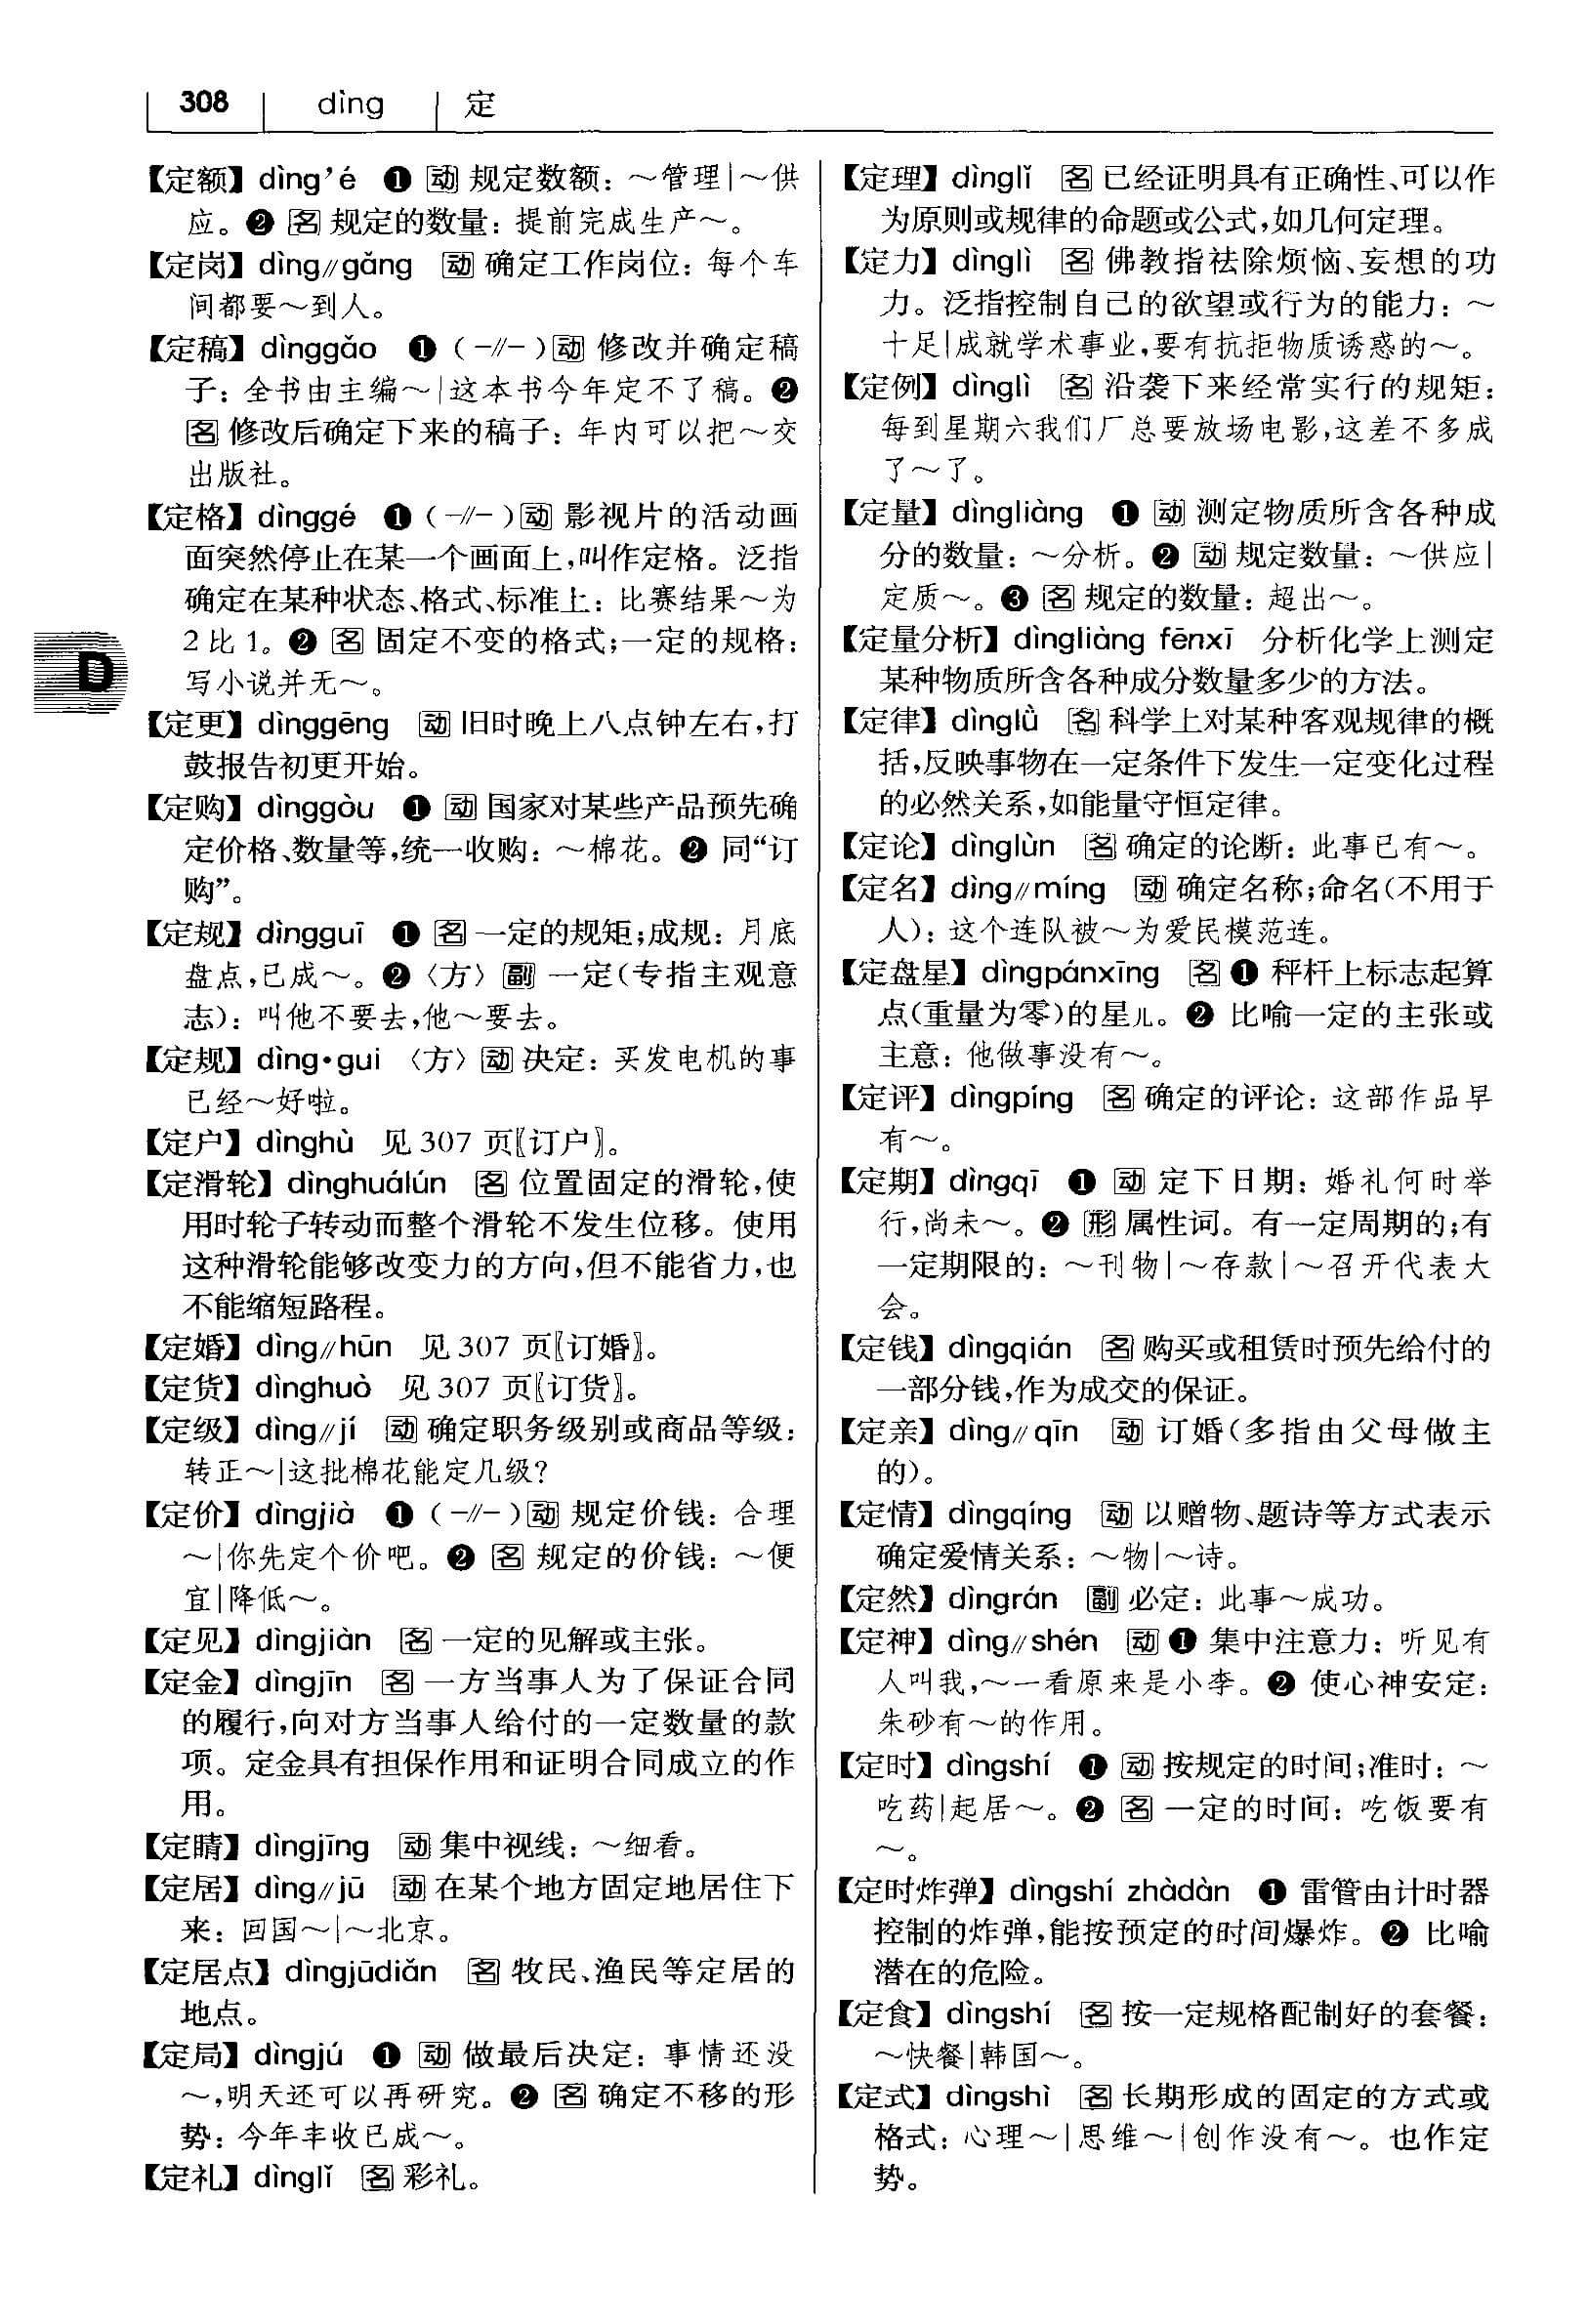 308 dìng 定
【定额】dìng’é ❶ 动 规定数额：～管理|～供
应。❷ 名 规定的数量：提前完成生产～。
【定岗】dìng∥gǎng 动 确定工作岗位：每个车
间都要～到人。
【定稿】dìnggǎo ❶（-∥-）动 修改并确定稿
子：全书由主编～|这本书今年定不了稿。❷
名 修改后确定下来的稿子：年内可以把～交
出版社。
【定格】dìnggé ❶（-∥-）动 影视片的活动画
面突然停止在某一个画面上，叫作定格。泛指
确定在某种状态、格式、标准上：比赛结果～为
2 比 1。❷ 名 固定不变的格式；一定的规格：
写小说并无～。
D
【定更】dìnggēng 动 旧时晚上八点钟左右，打
鼓报告初更开始。
【定购】dìnggòu ❶ 动 国家对某些产品预先确
定价格、数量等，统一收购：～棉花。❷ 同“订
购”。
【定规】dìngguī ❶ 名 一定的规矩；成规：月底
盘点，已成～。❷〈方〉副 一定（专指主观意
志）：叫他不要去，他～要去。
【定规】dìng•gui〈方〉动 决定：买发电机的事
已经～好啦。
【定户】dìnghù 见 307 页〖订户〗。
【定滑轮】dìnghuálún 名 位置固定的滑轮，使
用时轮子转动而整个滑轮不发生位移。使用
这种滑轮能够改变力的方向，但不能省力，也
不能缩短路程。
【定婚】dìng∥hūn 见 307 页〖订婚〗。
【定货】dìnghuò 见 307 页〖订货〗。
【定级】dìng∥jí 动 确定职务级别或商品等级：
转正～|这批棉花能定几级？
【定价】dìngjià ❶（-∥-）动 规定价钱：合理
～|你先定个价吧。❷ 名 规定的价钱：～便
宜|降低～。
【定见】dìngjiàn 名 一定的见解或主张。
【定金】dìngjīn 名 一方当事人为了保证合同
的履行，向对方当事人给付的一定数量的款
项。定金具有担保作用和证明合同成立的作
用。
【定睛】dìngjīng 动 集中视线：～细看。
【定居】dìng∥jū 动 在某个地方固定地居住下
来：回国～|～北京。
【定居点】dìngjūdiǎn 名 牧民、渔民等定居的
地点。
【定局】dìngjú ❶ 动 做最后决定：事情还没
～，明天还可以再研究。❷ 名 确定不移的形
势：今年丰收已成～。
【定礼】dìnglǐ 名 彩礼。
【定理】dìnglǐ 名 已经证明具有正确性、可以作
为原则或规律的命题或公式，如几何定理。
【定力】dìnglì 名 佛教指祛除烦恼、妄想的功
力。泛指控制自己的欲望或行为的能力：～
十足|成就学术事业，要有抗拒物质诱惑的～。
【定例】dìnglì 名 沿袭下来经常实行的规矩：
每到星期六我们厂总要放场电影，这差不多成
了～了。
【定量】dìngliàng ❶ 动 测定物质所含各种成
分的数量：～分析。❷ 动 规定数量：～供应|
定质～。❸ 名 规定的数量：超出～。
【定量分析】dìngliàng fēnxī 分析化学上测定
某种物质所含各种成分数量多少的方法。
【定律】dìnglǜ 名 科学上对某种客观规律的概
括，反映事物在一定条件下发生一定变化过程
的必然关系，如能量守恒定律。
【定论】dìnglùn 名 确定的论断：此事已有～。
【定名】dìng∥míng 动 确定名称；命名（不用于
人）：这个连队被～为爱民模范连。
【定盘星】dìngpánxīng 名 ❶ 秤杆上标志起算
点（重量为零）的星儿。❷ 比喻一定的主张或
主意：他做事没有～。
【定评】dìngpíng 名 确定的评论：这部作品早
有～。
【定期】dìngqī ❶ 动 定下日期：婚礼何时举
行，尚未～。❷ 形 属性词。有一定周期的；有
一定期限的：～刊物|～存款|～召开代表大
会。
【定钱】dìngqián 名 购买或租赁时预先给付的
一部分钱，作为成交的保证。
【定亲】dìng∥qīn 动 订婚（多指由父母做主
的）。
【定情】dìngqíng 动 以赠物、题诗等方式表示
确定爱情关系：～物|～诗。
【定然】dìngrán 副 必定：此事～成功。
【定神】dìng∥shén 动 ❶ 集中注意力：听见有
人叫我，～一看原来是小李。❷ 使心神安定：
朱砂有～的作用。
【定时】dìngshí ❶ 动 按规定的时间；准时：～
吃药|起居～。❷ 名 一定的时间：吃饭要有
～。
【定时炸弹】dìngshí zhàdàn ❶ 雷管由计时器
控制的炸弹，能按预定的时间爆炸。❷ 比喻
潜在的危险。
【定食】dìngshí 名 按一定规格配制好的套餐：
～快餐|韩国～。
【定式】dìngshì 名 长期形成的固定的方式或
格式：心理～|思维～|创作没有～。也作定
势。